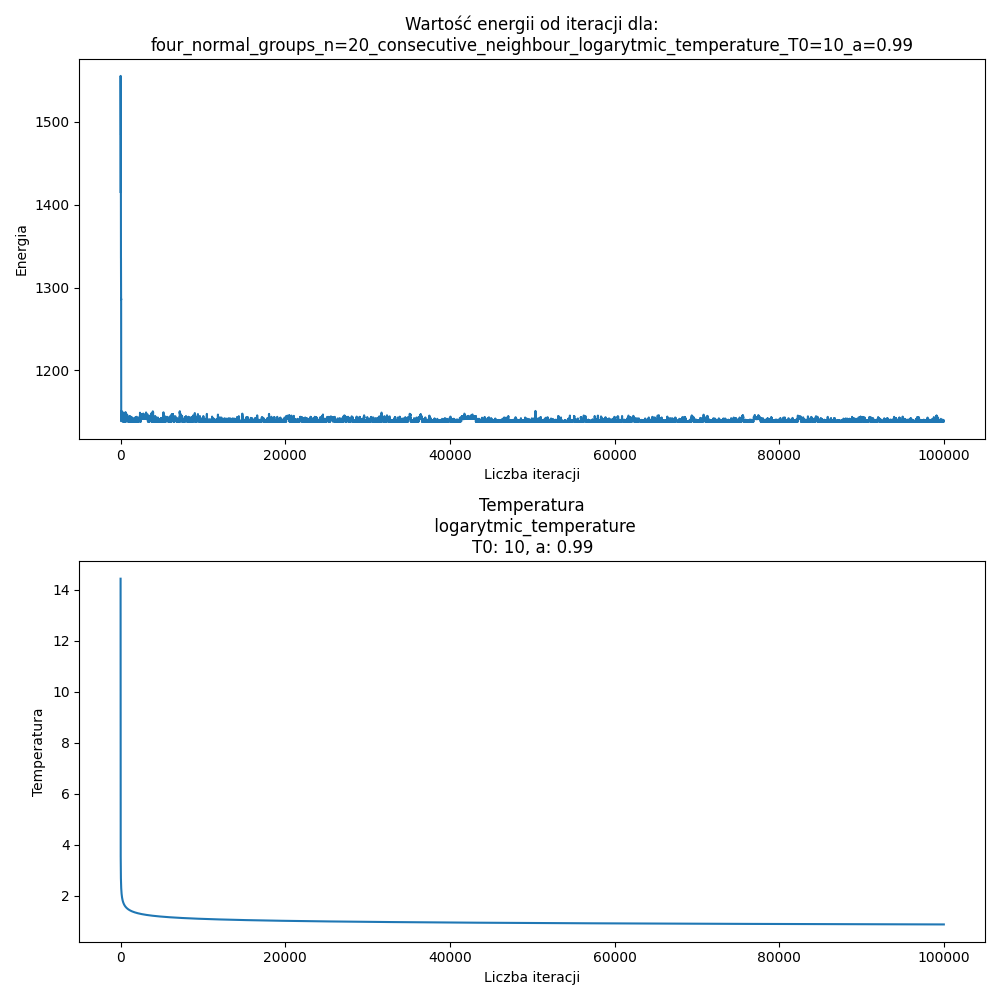 Wartość energii od iteracji dla:
four_normal_groups_n=20_consecutive_neighbour_logarytmic_temperature_T0=10_a=0.99
1500
1400
1300
1200
Energia
0 20000 40000 60000 80000 100000
Liczba iteracji
Temperatura
logarytmic_temperature
T0: 10, a: 0.99
14
12
10
8
6
4
2
Temperatura
0 20000 40000 60000 80000 100000
Liczba iteracji